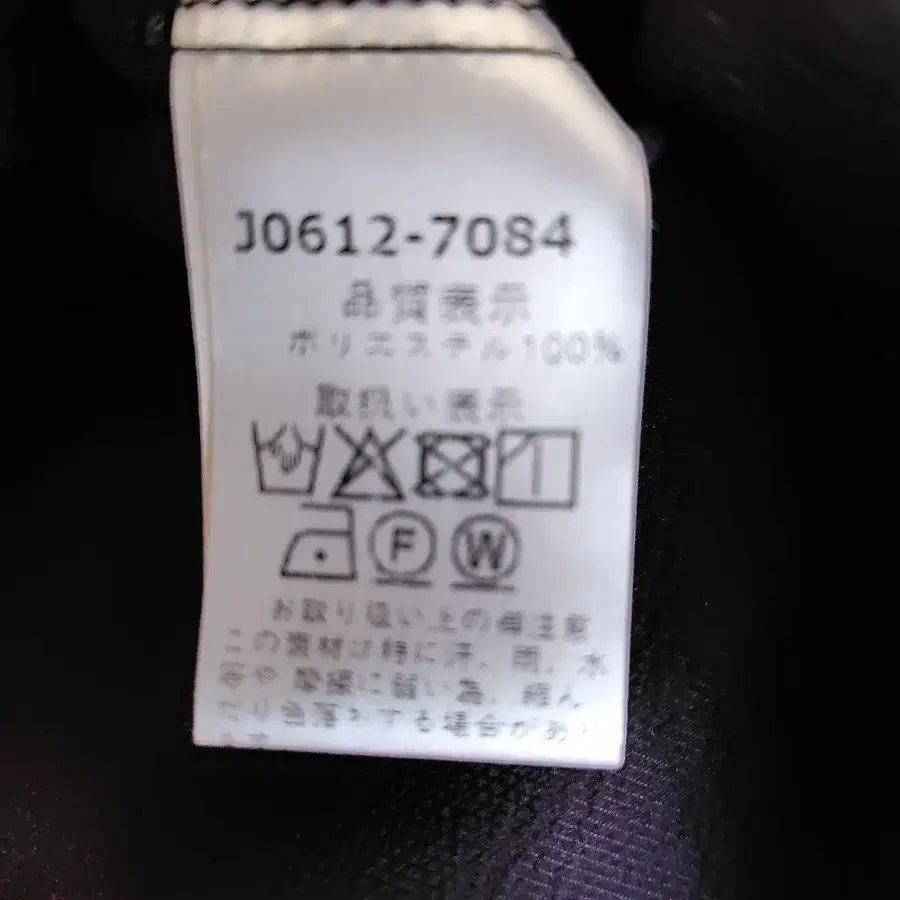 J0612-7084
品質表示
ポリエステル100%
取扱い表示
F W
お取り扱い上の御注意
この素材は特に汗、雨、水
等や摩擦に弱い為、縮ん
だり色落ちする場合があり
ます